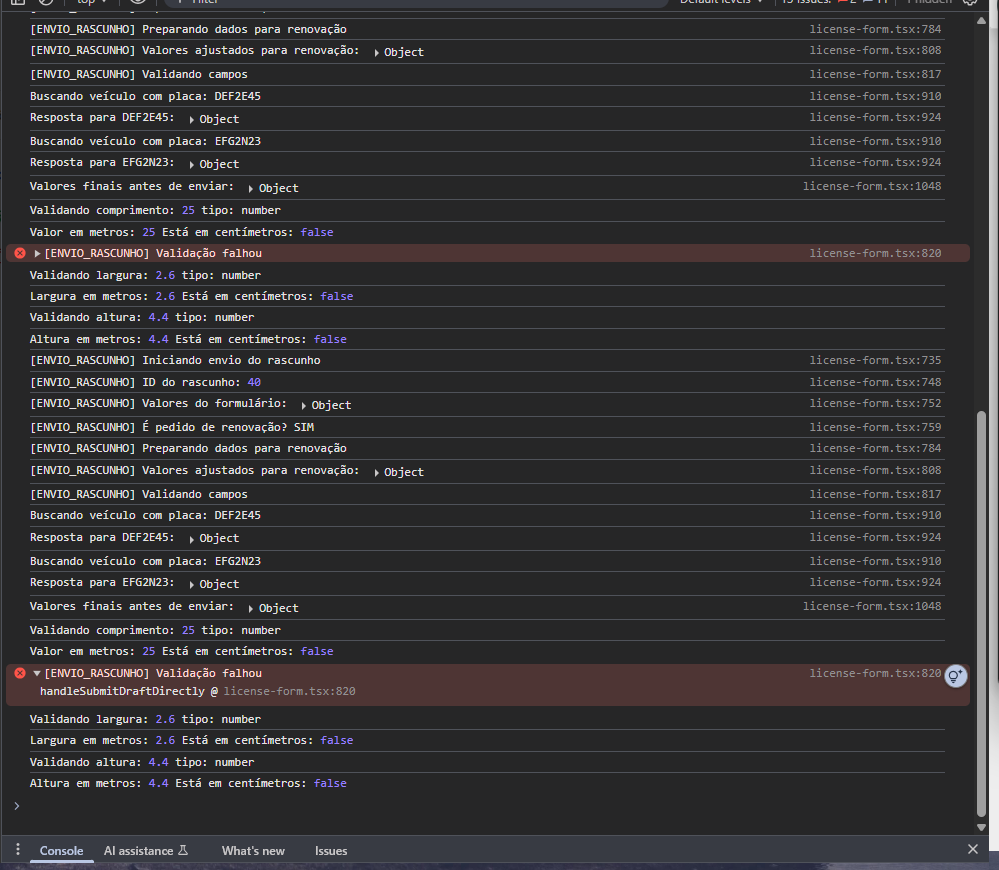 top
Filter
Default levels
[ENVIO_RASCUNHO] Preparando dados para renovação license-form.tsx:784
[ENVIO_RASCUNHO] Valores ajustados para renovação: Object license-form.tsx:808
[ENVIO_RASCUNHO] Validando campos license-form.tsx:817
Buscando veículo com placa: DEF2E45 license-form.tsx:910
Resposta para DEF2E45: Object license-form.tsx:924
Buscando veículo com placa: EFG2N23 license-form.tsx:910
Resposta para EFG2N23: Object license-form.tsx:924
Valores finais antes de enviar: Object license-form.tsx:1048
Validando comprimento: 25 tipo: number
Valor em metros: 25 Está em centímetros: false
[ENVIO_RASCUNHO] Validação falhou license-form.tsx:820
Validando largura: 2.6 tipo: number
Largura em metros: 2.6 Está em centímetros: false
Validando altura: 4.4 tipo: number
Altura em metros: 4.4 Está em centímetros: false
[ENVIO_RASCUNHO] Iniciando envio do rascunho license-form.tsx:735
[ENVIO_RASCUNHO] ID do rascunho: 40 license-form.tsx:748
[ENVIO_RASCUNHO] Valores do formulário: Object license-form.tsx:752
[ENVIO_RASCUNHO] É pedido de renovação? SIM license-form.tsx:759
[ENVIO_RASCUNHO] Preparando dados para renovação license-form.tsx:784
[ENVIO_RASCUNHO] Valores ajustados para renovação: Object license-form.tsx:808
[ENVIO_RASCUNHO] Validando campos license-form.tsx:817
Buscando veículo com placa: DEF2E45 license-form.tsx:910
Resposta para DEF2E45: Object license-form.tsx:924
Buscando veículo com placa: EFG2N23 license-form.tsx:910
Resposta para EFG2N23: Object license-form.tsx:924
Valores finais antes de enviar: Object license-form.tsx:1048
Validando comprimento: 25 tipo: number
Valor em metros: 25 Está em centímetros: false
[ENVIO_RASCUNHO] Validação falhou license-form.tsx:820
handleSubmitDraftDirectly @ license-form.tsx:820
Validando largura: 2.6 tipo: number
Largura em metros: 2.6 Está em centímetros: false
Validando altura: 4.4 tipo: number
Altura em metros: 4.4 Está em centímetros: false
Console AI assistance What's new Issues